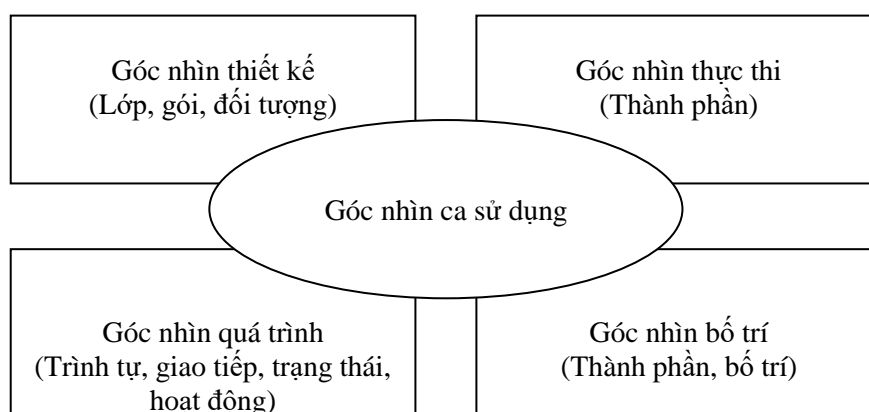 Góc nhìn thiết kế
(Lớp, gói, đối tượng)
Góc nhìn thực thi
(Thành phần)
Góc nhìn ca sử dụng
Góc nhìn quá trình
(Trình tự, giao tiếp, trạng thái,
hoạt động)
Góc nhìn bố trí
(Thành phần, bố trí)